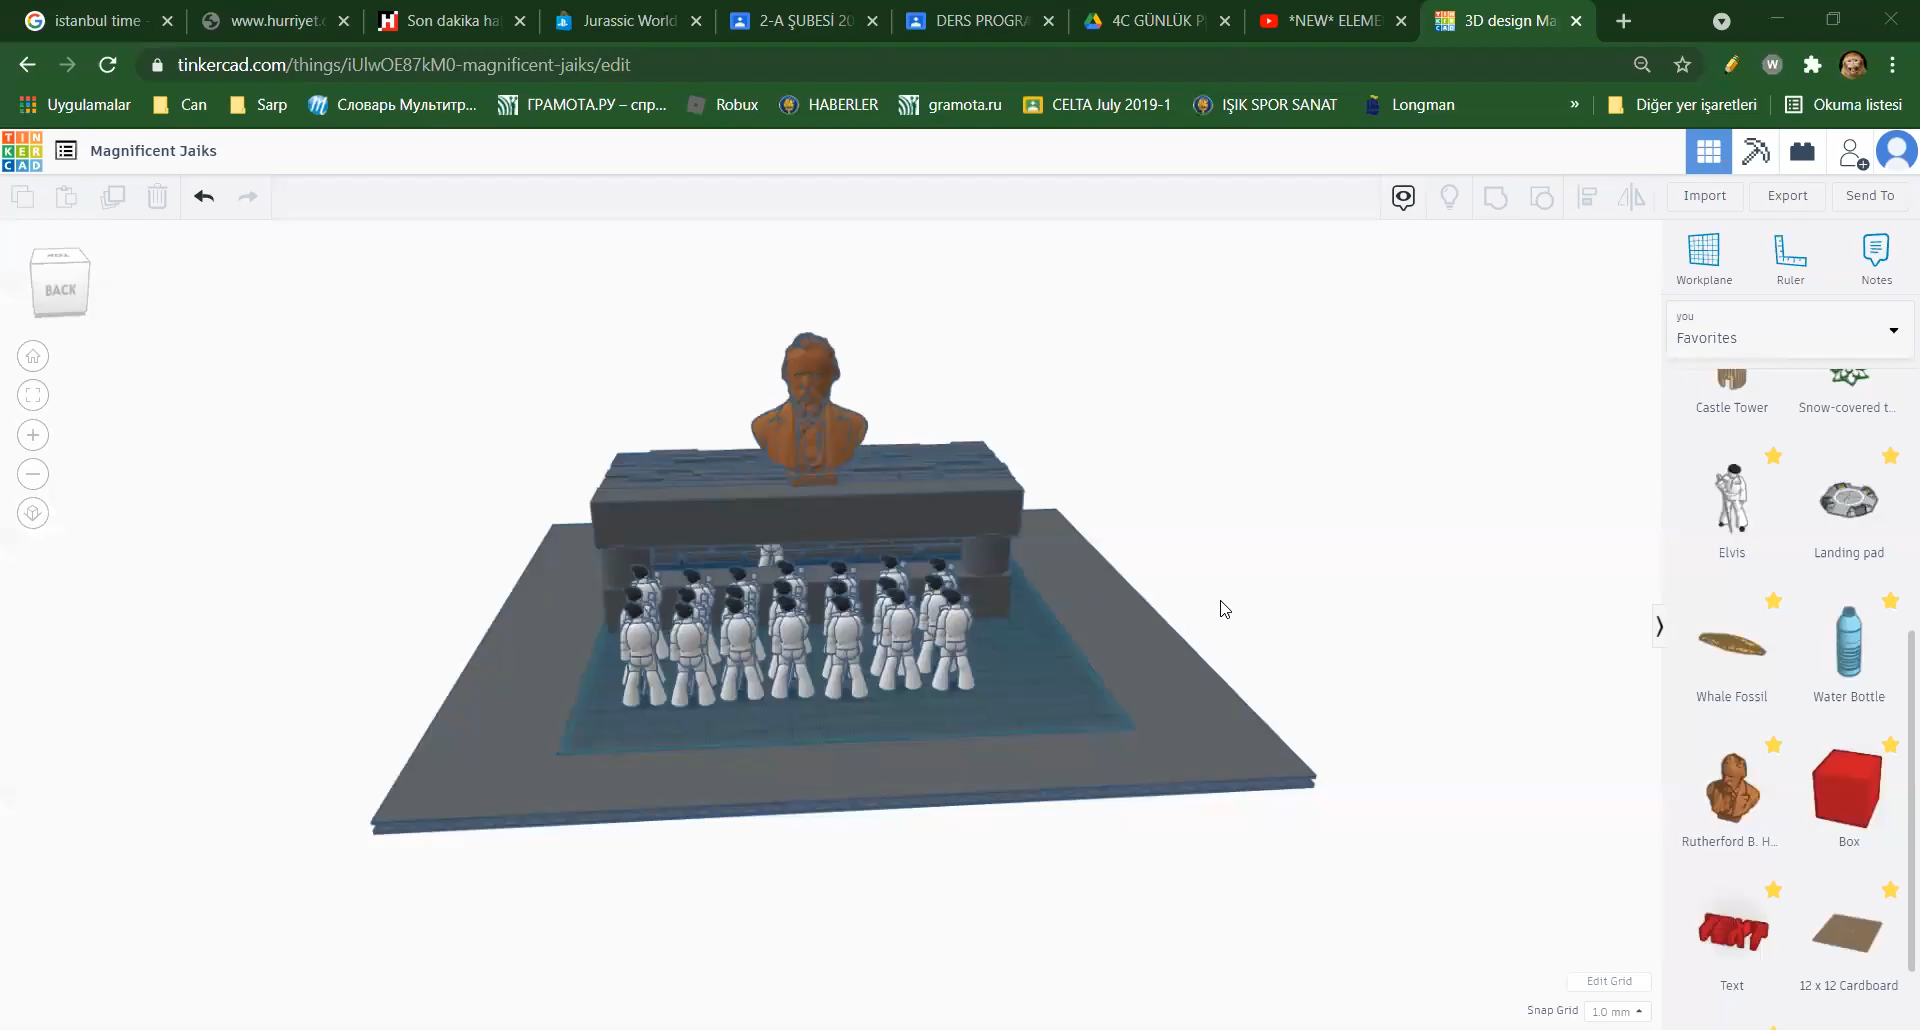 istanbul time
www.hurriyet.c
Son dakika ha
Jurassic World
2-A ŞUBESİ 20
DERS PROGRA
4C GÜNLÜK P
*NEW* ELEME
3D design Ma
tinkercad.com/things/iUlwOE87kM0-magnificent-jaiks/edit
W
Uygulamalar
Can
Sarp
Словарь Мультитр...
ГРАМОТА.РУ – спр...
Robux
HABERLER
gramota.ru
CELTA July 2019-1
IŞIK SPOR SANAT
Longman
»
Diğer yer işaretleri
Okuma listesi
TIN
KER
CAD
Magnificent Jaiks
Import
Export
Send To
TOP
BACK
Workplane
Ruler
Notes
you
Favorites
Castle Tower
Snow-covered t...
Elvis
Landing pad
Whale Fossil
Water Bottle
Rutherford B. H...
Box
TEXT
Text
12 x 12 Cardboard
Edit Grid
Snap Grid
1.0 mm